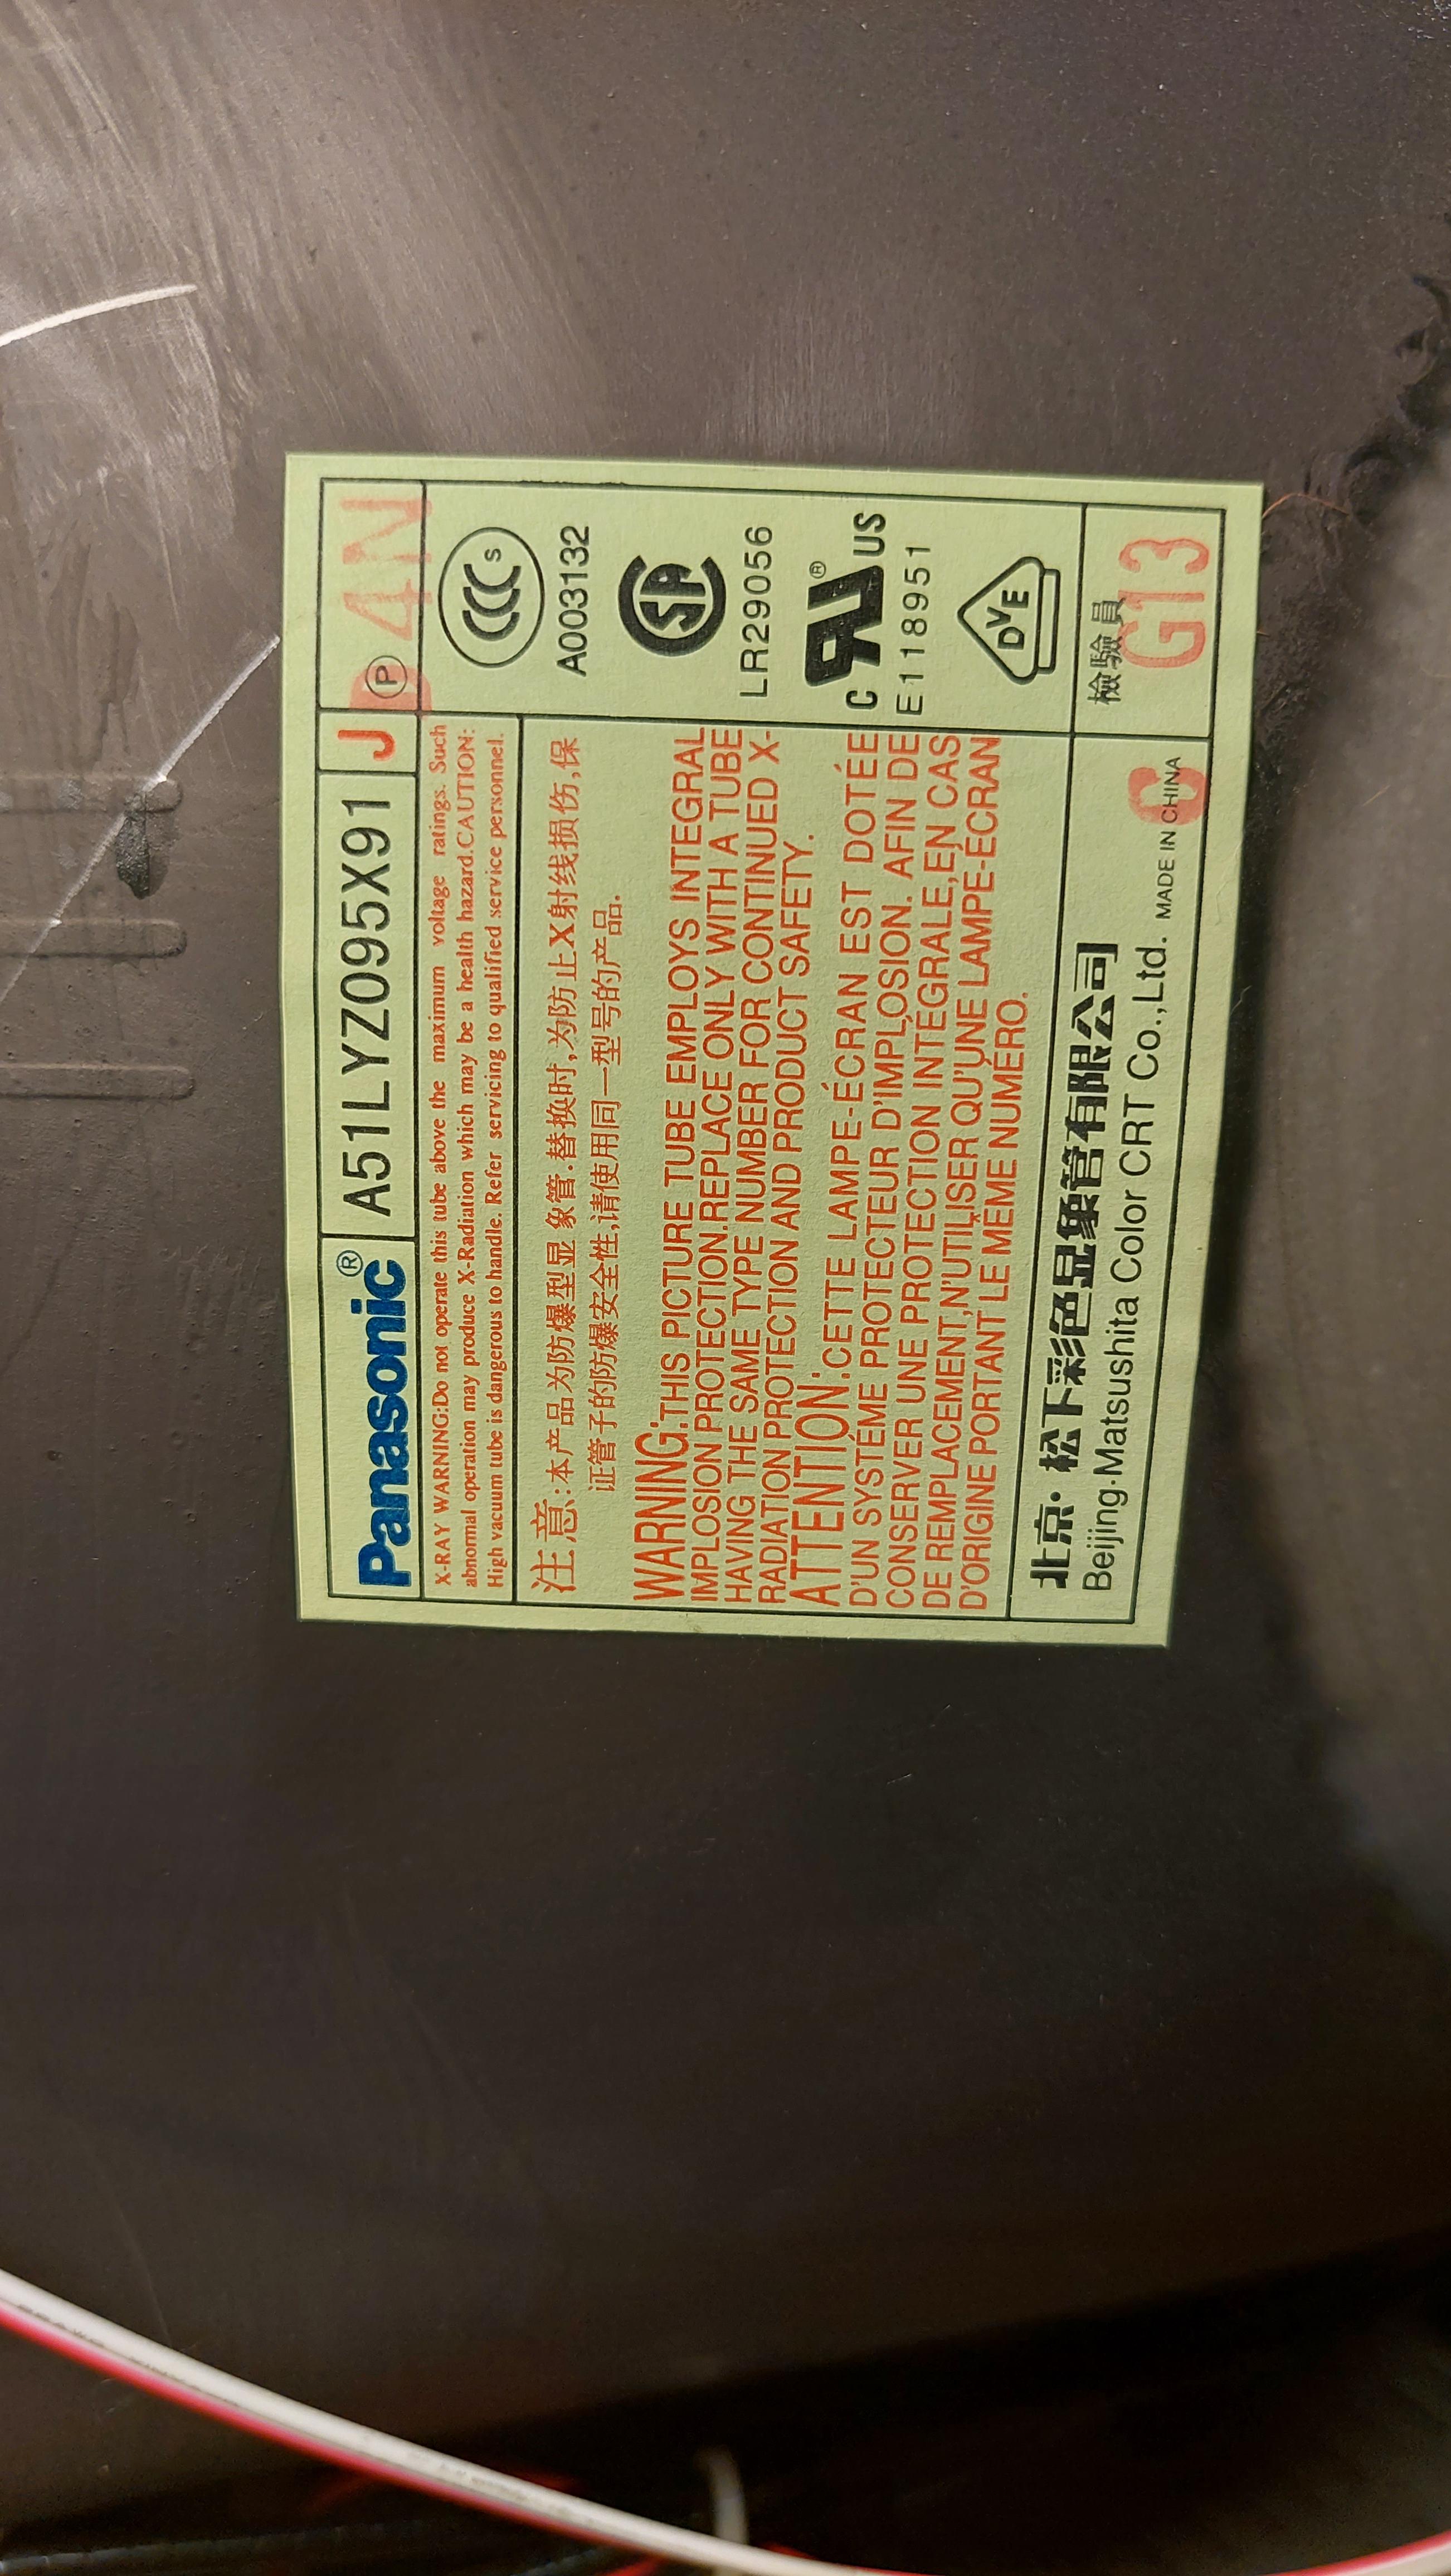 Panasonic® A51LYZ095X91 J Ⓟ 4N
X-RAY WARNING:Do not operate this tube above the maximum voltage ratings. Such
abnormal operation may produce X-Radiation which may be a health hazard.CAUTION:
High vacuum tube is dangerous to handle. Refer servicing to qualified service personnel.
注意:本产品为防爆型显象管.替换时,为防止X射线损伤,保
证管子的防爆安全性,请使用同一型号的产品.
WARNING:THIS PICTURE TUBE EMPLOYS INTEGRAL
IMPLOSION PROTECTION.REPLACE ONLY WITH A TUBE
HAVING THE SAME TYPE NUMBER FOR CONTINUED X-
RADIATION PROTECTION AND PRODUCT SAFETY.
ATTENTION:CETTE LAMPE-ÉCRAN EST DOTÉE
D'UN SYSTÉME PROTECTEUR D'IMPLOSION. AFIN DE
CONSERVER UNE PROTECTION INTÉGRALE,EN CAS
DE REMPLACEMENT,N'UTILISER QU'UNE LAMPE-ÉCRAN
D'ORIGINE PORTANT LE MÊME NUMÉRO.
CCC S
A003132
SP
LR29056
C RU® US
E118951
DVE
北京·松下彩色显象管有限公司
Beijing·Matsushita Color CRT Co.,Ltd. MADE IN CHINA
C
檢驗員
G13